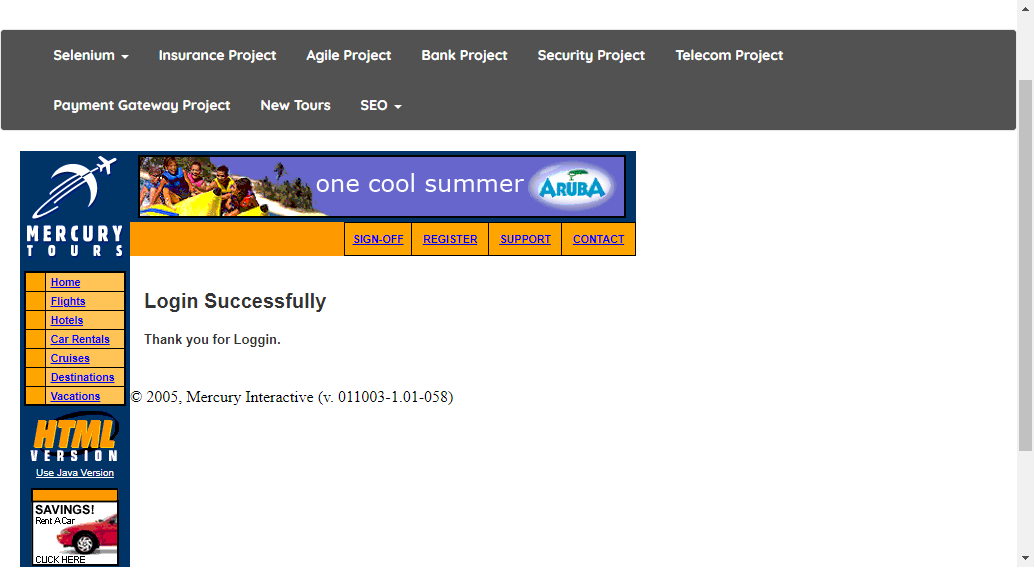 Selenium Insurance Project Agile Project Bank Project Security Project Telecom Project
Payment Gateway Project New Tours SEO
one cool summer ARUBA
MERCURY
TOURS
SIGN-OFF REGISTER SUPPORT CONTACT
Home
Flights
Hotels
Car Rentals
Cruises
Destinations
Vacations
Login Successfully
Thank you for Loggin.
© 2005, Mercury Interactive (v. 011003-1.01-058)
HTML
VERSION
Use Java Version
SAVINGS!
Rent A Car
CLICK HERE